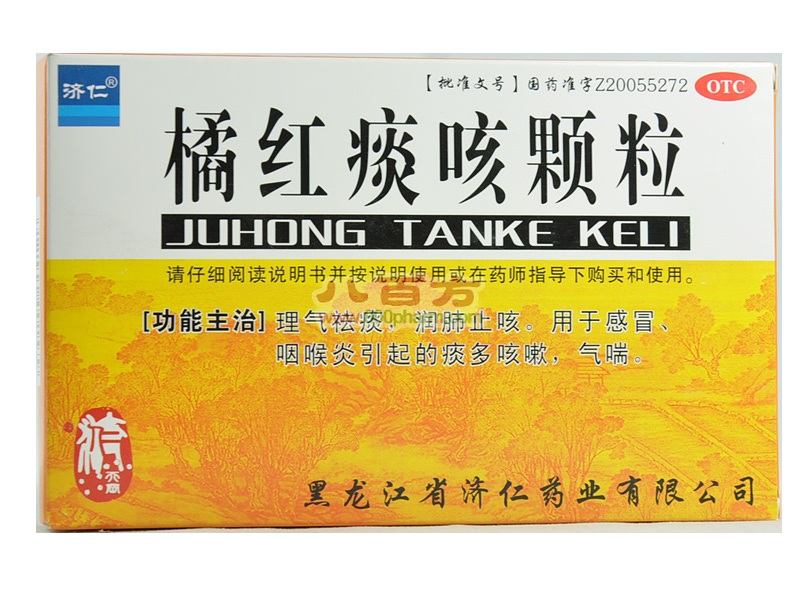 济仁®
【批准文号】国药准字Z20055272 OTC
橘红痰咳颗粒
JUHONG TANKE KELI
请仔细阅读说明书并按说明使用或在药师指导下购买和使用。
八百方
[功能主治] 理气祛痰，润肺止咳。用于感冒、
咽喉炎引起的痰多咳嗽，气喘。
黑龙江省济仁药业有限公司